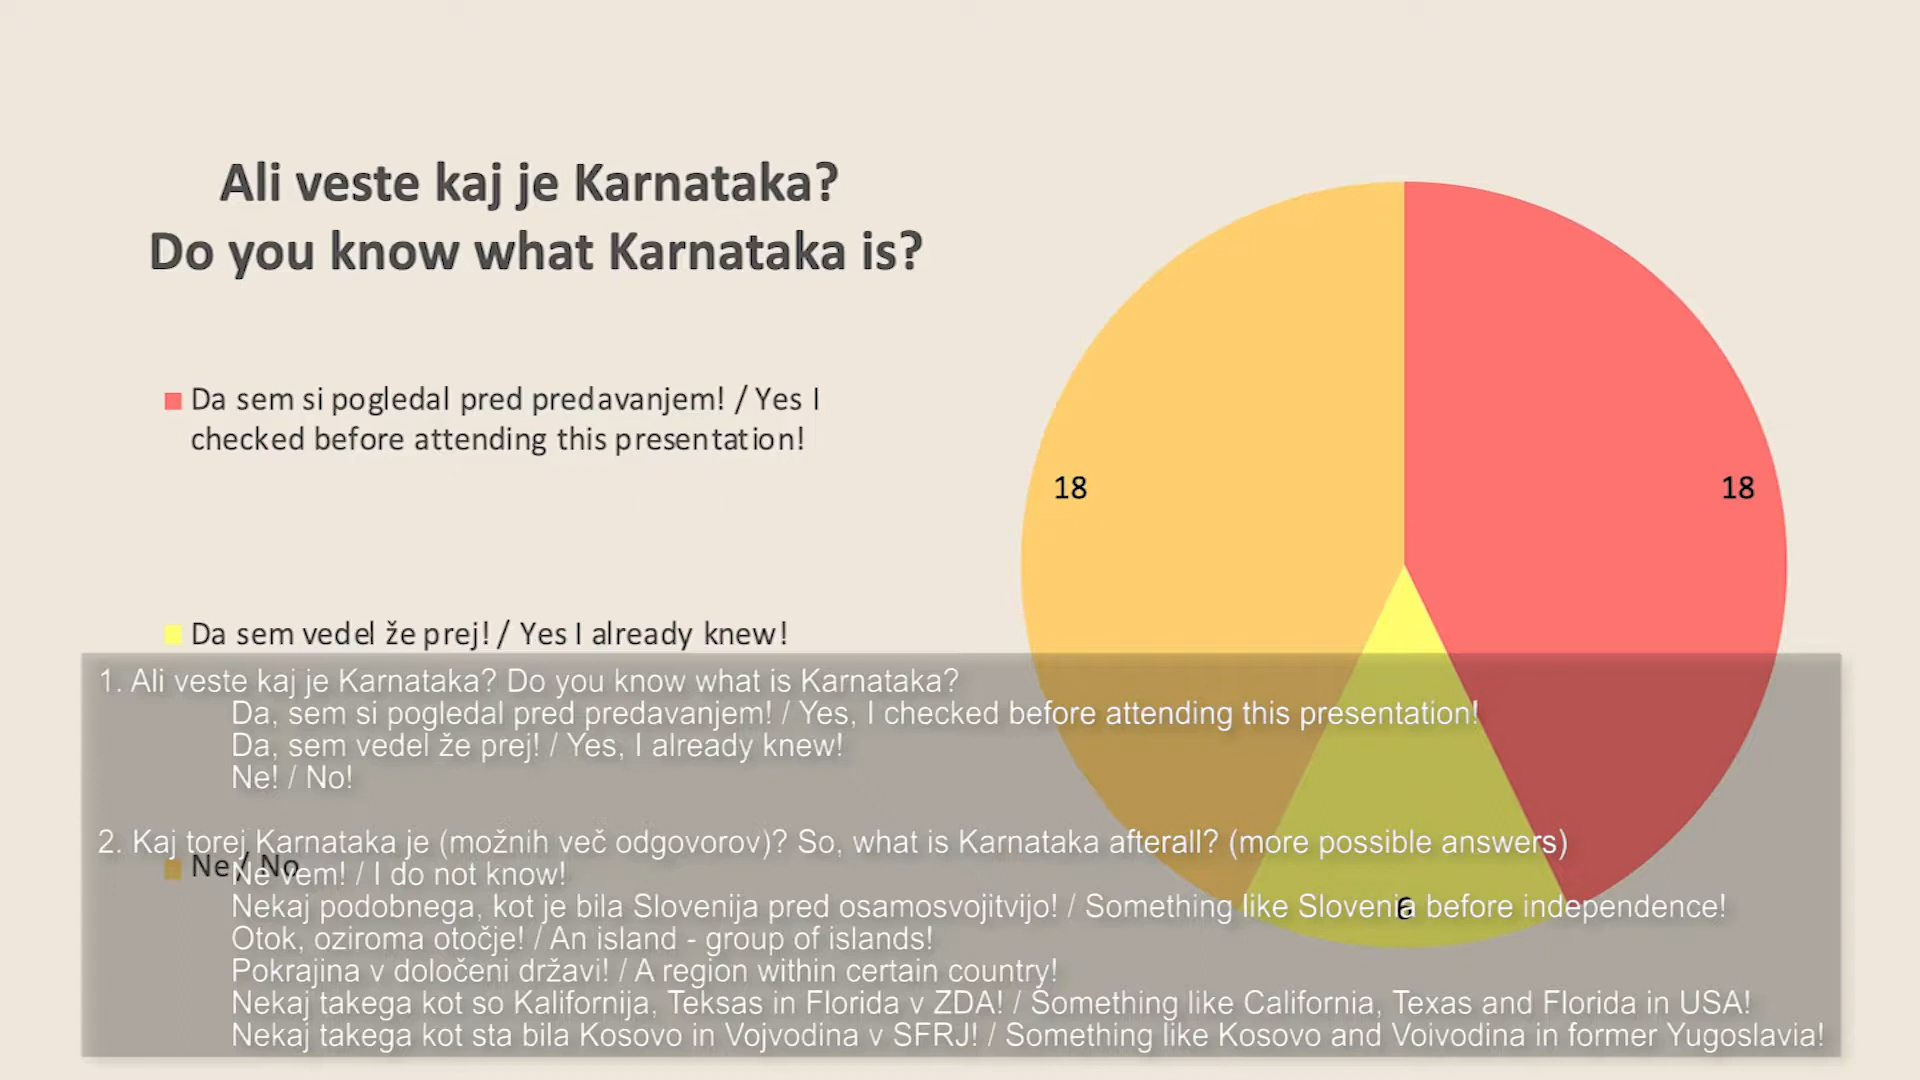 Ali veste kaj je Karnataka?
Do you know what Karnataka is?
Da sem si pogledal pred predavanjem! / Yes I
checked before attending this presentation!
Da sem vedel že prej! / Yes I already knew!
Ne / No
18
18
6
1. Ali veste kaj je Karnataka? Do you know what is Karnataka?
Da, sem si pogledal pred predavanjem! / Yes, I checked before attending this presentation!
Da, sem vedel že prej! / Yes, I already knew!
Ne! / No!
2. Kaj torej Karnataka je (možnih več odgovorov)? So, what is Karnataka afterall? (more possible answers)
Ne vem! / I do not know!
Nekaj podobnega, kot je bila Slovenija pred osamosvojitvijo! / Something like Slovenia before independence!
Otok, oziroma otočje! / An island - group of islands!
Pokrajina v določeni državi! / A region within certain country!
Nekaj takega kot so Kalifornija, Teksas in Florida v ZDA! / Something like California, Texas and Florida in USA!
Nekaj takega kot sta bila Kosovo in Vojvodina v SFRJ! / Something like Kosovo and Voivodina in former Yugoslavia!